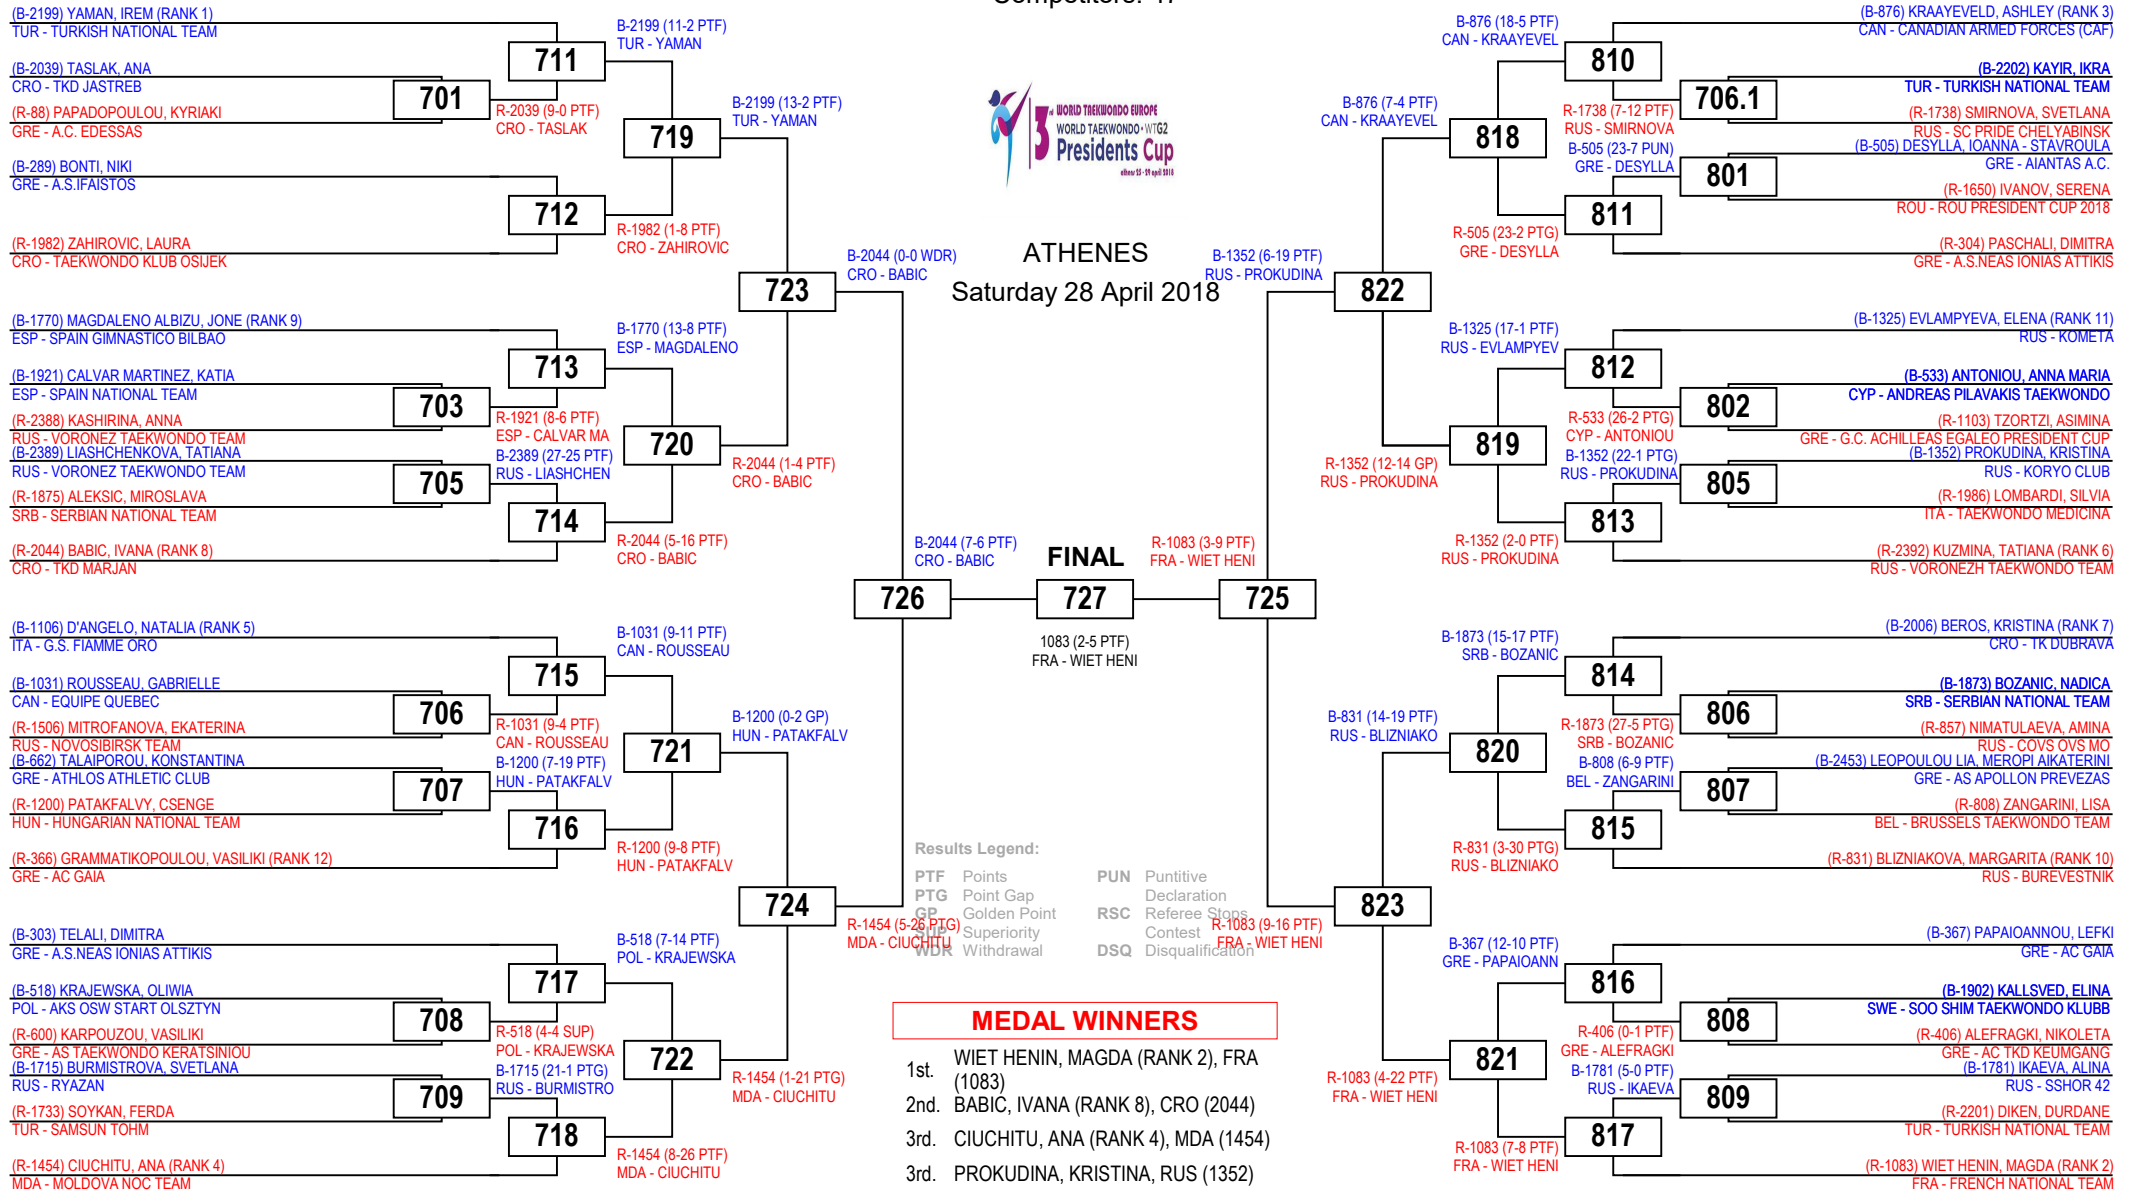 Competitors: 47
(B-2199) YAMAN, IREM (RANK 1)
TUR - TURKISH NATIONAL TEAM
(B-2039) TASLAK, ANA
CRO - TKD JASTREB
(R-88) PAPADOPOULOU, KYRIAKI
GRE - A.C. EDESSAS
(B-289) BONTI, NIKI
GRE - A.S.IFAISTOS
(R-1982) ZAHIROVIC, LAURA
CRO - TAEKWONDO KLUB OSIJEK
(B-1770) MAGDALENO ALBIZU, JONE (RANK 9)
ESP - SPAIN GIMNASTICO BILBAO
(B-1921) CALVAR MARTINEZ, KATIA
ESP - SPAIN NATIONAL TEAM
(R-2388) KASHIRINA, ANNA
RUS - VORONEZ TAEKWONDO TEAM
(B-2389) LIASHCHENKOVA, TATIANA
RUS - VORONEZ TAEKWONDO TEAM
(R-1875) ALEKSIC, MIROSLAVA
SRB - SERBIAN NATIONAL TEAM
(R-2044) BABIC, IVANA (RANK 8)
CRO - TKD MARJAN
(B-1106) D'ANGELO, NATALIA (RANK 5)
ITA - G.S. FIAMME ORO
(B-1031) ROUSSEAU, GABRIELLE
CAN - EQUIPE QUEBEC
(R-1506) MITROFANOVA, EKATERINA
RUS - NOVOSIBIRSK TEAM
(B-662) TALAIPOROU, KONSTANTINA
GRE - ATHLOS ATHLETIC CLUB
(R-1200) PATAKFALVY, CSENGE
HUN - HUNGARIAN NATIONAL TEAM
(R-366) GRAMMATIKOPOULOU, VASILIKI (RANK 12)
GRE - AC GAIA
(B-303) TELALI, DIMITRA
GRE - A.S.NEAS IONIAS ATTIKIS
(B-518) KRAJEWSKA, OLIWIA
POL - AKS OSW START OLSZTYN
(R-600) KARPOUZOU, VASILIKI
GRE - AS TAEKWONDO KERATSINIOU
(B-1715) BURMISTROVA, SVETLANA
RUS - RYAZAN
(R-1733) SOYKAN, FERDA
TUR - SAMSUN TOHM
(R-1454) CIUCHITU, ANA (RANK 4)
MDA - MOLDOVA NOC TEAM
701
703
705
706
707
708
709
R-2039 (9-0 PTF)
CRO - TASLAK
R-1921 (8-6 PTF)
ESP - CALVAR MA
B-2389 (27-25 PTF)
RUS - LIASHCHEN
R-1031 (9-4 PTF)
CAN - ROUSSEAU
B-1200 (7-19 PTF)
HUN - PATAKFALV
R-518 (4-4 SUP)
POL - KRAJEWSKA
B-1715 (21-1 PTG)
RUS - BURMISTRO
711
712
713
714
715
716
717
718
B-2199 (11-2 PTF)
TUR - YAMAN
R-1982 (1-8 PTF)
CRO - ZAHIROVIC
B-1770 (13-8 PTF)
ESP - MAGDALENO
R-2044 (5-16 PTF)
CRO - BABIC
B-1031 (9-11 PTF)
CAN - ROUSSEAU
R-1200 (9-8 PTF)
HUN - PATAKFALV
B-518 (7-14 PTF)
POL - KRAJEWSKA
R-1454 (8-26 PTF)
MDA - CIUCHITU
719
720
721
722
B-2199 (13-2 PTF)
TUR - YAMAN
R-2044 (1-4 PTF)
CRO - BABIC
B-1200 (0-2 GP)
HUN - PATAKFALV
R-1454 (1-21 PTG)
MDA - CIUCHITU
723
724
B-2044 (0-0 WDR)
CRO - BABIC
R-1454 (5-26 PTG)
MDA - CIUCHITU
726
B-2044 (7-6 PTF)
CRO - BABIC
3rd WORLD TAEKWONDO EUROPE
WORLD TAEKWONDO • WTG2
Presidents Cup
athens 25 - 29 april 2018
ATHENES
Saturday 28 April 2018
FINAL
727
1083 (2-5 PTF)
FRA - WIET HENI
R-1083 (3-9 PTF)
FRA - WIET HENI
725
Results Legend:
PTF Points
PTG Point Gap
GP Golden Point
SUP Superiority
WDR Withdrawal
PUN Puntitive
Declaration
RSC Referee Stops
Contest
DSQ Disqualification
MEDAL WINNERS
1st. WIET HENIN, MAGDA (RANK 2), FRA
(1083)
2nd. BABIC, IVANA (RANK 8), CRO (2044)
3rd. CIUCHITU, ANA (RANK 4), MDA (1454)
3rd. PROKUDINA, KRISTINA, RUS (1352)
B-1352 (6-19 PTF)
RUS - PROKUDINA
R-1083 (9-16 PTF)
FRA - WIET HENI
822
823
B-876 (7-4 PTF)
CAN - KRAAYEVEL
R-1352 (12-14 GP)
RUS - PROKUDINA
B-831 (14-19 PTF)
RUS - BLIZNIAKO
R-1083 (4-22 PTF)
FRA - WIET HENI
818
819
820
821
B-876 (18-5 PTF)
CAN - KRAAYEVEL
R-505 (23-2 PTG)
GRE - DESYLLA
B-1325 (17-1 PTF)
RUS - EVLAMPYEV
R-1352 (2-0 PTF)
RUS - PROKUDINA
B-1873 (15-17 PTF)
SRB - BOZANIC
R-831 (3-30 PTG)
RUS - BLIZNIAKO
B-367 (12-10 PTF)
GRE - PAPAIOANN
R-1083 (7-8 PTF)
FRA - WIET HENI
810
811
812
813
814
815
816
817
R-1738 (7-12 PTF)
RUS - SMIRNOVA
B-505 (23-7 PUN)
GRE - DESYLLA
R-533 (26-2 PTG)
CYP - ANTONIOU
B-1352 (22-1 PTG)
RUS - PROKUDINA
R-1873 (27-5 PTG)
SRB - BOZANIC
B-808 (6-9 PTF)
BEL - ZANGARINI
R-406 (0-1 PTF)
GRE - ALEFRAGKI
B-1781 (5-0 PTF)
RUS - IKAEVA
706.1
801
802
805
806
807
808
809
(B-876) KRAAYEVELD, ASHLEY (RANK 3)
CAN - CANADIAN ARMED FORCES (CAF)
(B-2202) KAYIR, IKRA
TUR - TURKISH NATIONAL TEAM
(R-1738) SMIRNOVA, SVETLANA
RUS - SC PRIDE CHELYABINSK
(B-505) DESYLLA, IOANNA - STAVROULA
GRE - AIANTAS A.C.
(R-1650) IVANOV, SERENA
ROU - ROU PRESIDENT CUP 2018
(R-304) PASCHALI, DIMITRA
GRE - A.S.NEAS IONIAS ATTIKIS
(B-1325) EVLAMPYEVA, ELENA (RANK 11)
RUS - KOMETA
(B-533) ANTONIOU, ANNA MARIA
CYP - ANDREAS PILAVAKIS TAEKWONDO
(R-1103) TZORTZI, ASIMINA
GRE - G.C. ACHILLEAS EGALEO PRESIDENT CUP
(B-1352) PROKUDINA, KRISTINA
RUS - KORYO CLUB
(R-1986) LOMBARDI, SILVIA
ITA - TAEKWONDO MEDICINA
(R-2392) KUZMINA, TATIANA (RANK 6)
RUS - VORONEZH TAEKWONDO TEAM
(B-2006) BEROS, KRISTINA (RANK 7)
CRO - TK DUBRAVA
(B-1873) BOZANIC, NADICA
SRB - SERBIAN NATIONAL TEAM
(R-857) NIMATULAEVA, AMINA
RUS - COVS OVS MO
(B-2453) LEOPOULOU LIA, MEROPI AIKATERINI
GRE - AS APOLLON PREVEZAS
(R-808) ZANGARINI, LISA
BEL - BRUSSELS TAEKWONDO TEAM
(R-831) BLIZNIAKOVA, MARGARITA (RANK 10)
RUS - BUREVESTNIK
(B-367) PAPAIOANNOU, LEFKI
GRE - AC GAIA
(B-1902) KALLSVED, ELINA
SWE - SOO SHIM TAEKWONDO KLUBB
(R-406) ALEFRAGKI, NIKOLETA
GRE - AC TKD KEUMGANG
(B-1781) IKAEVA, ALINA
RUS - SSHOR 42
(R-2201) DIKEN, DURDANE
TUR - TURKISH NATIONAL TEAM
(R-1083) WIET HENIN, MAGDA (RANK 2)
FRA - FRENCH NATIONAL TEAM